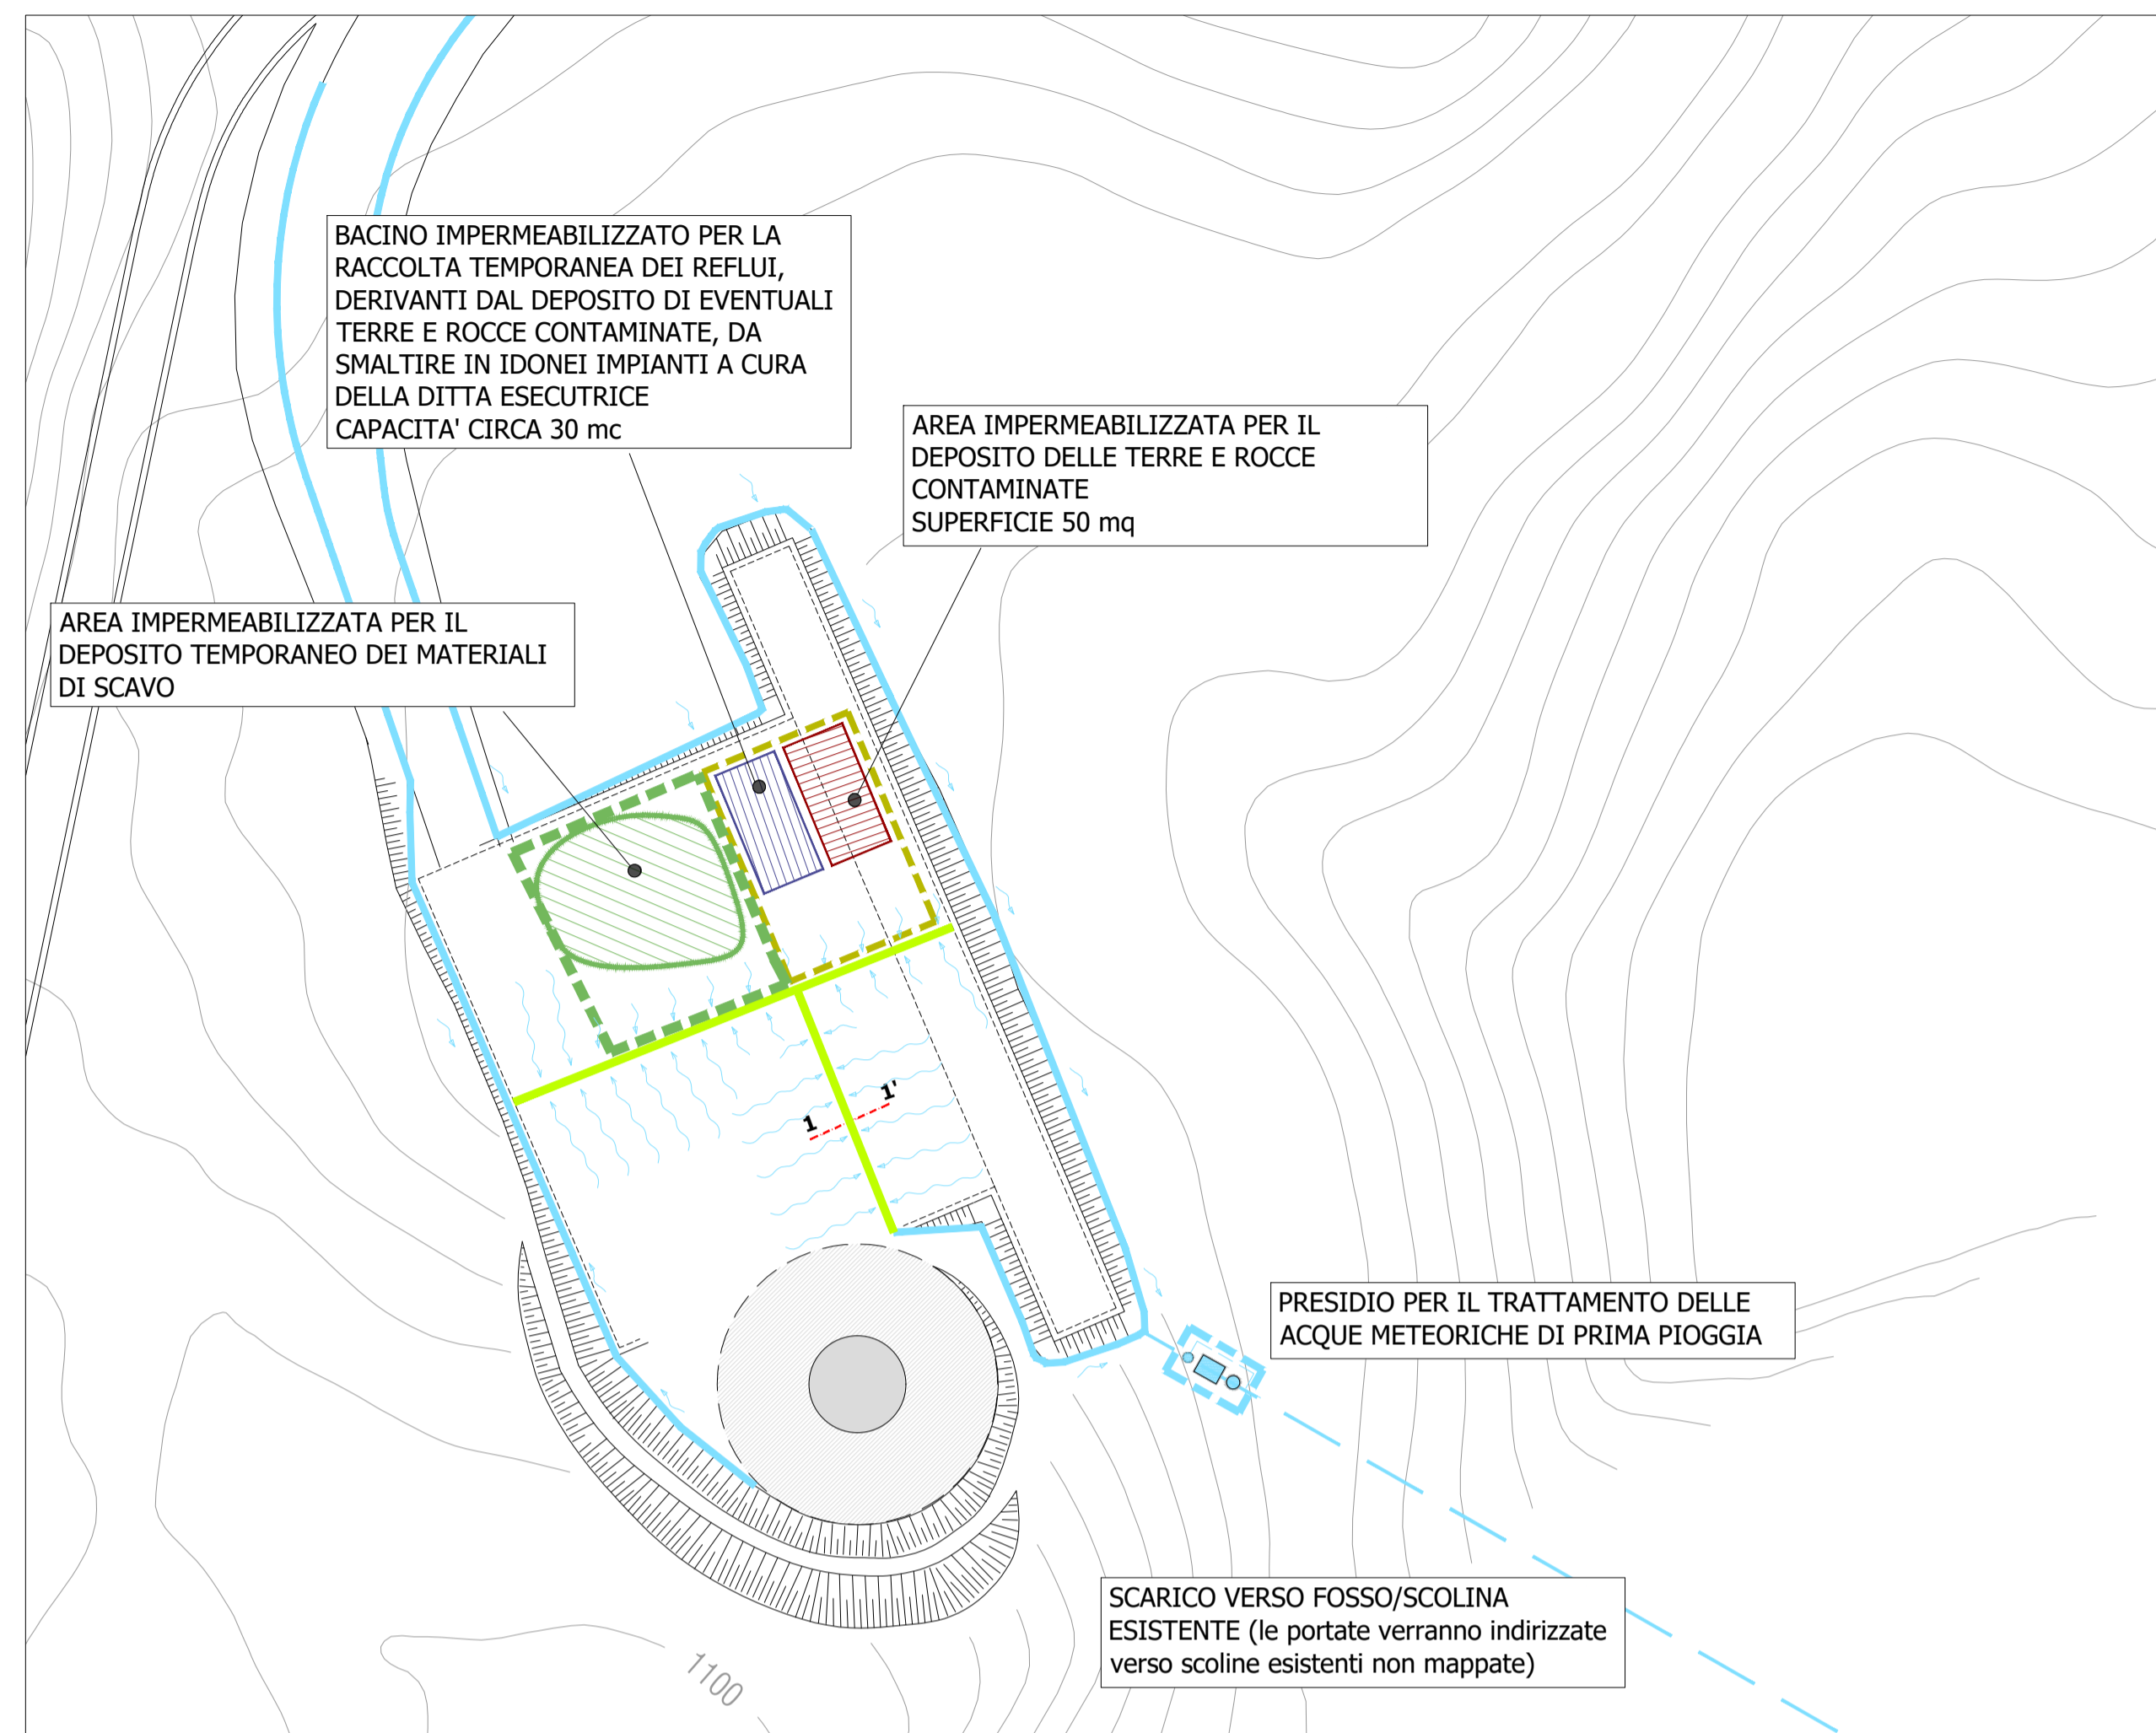 BACINO IMPERMEABILIZZATO PER LA
RACCOLTA TEMPORANEA DEI REFLUI,
DERIVANTI DAL DEPOSITO DI EVENTUALI
TERRE E ROCCE CONTAMINATE, DA
SMALTIRE IN IDONEI IMPIANTI A CURA
DELLA DITTA ESECUTRICE
CAPACITA' CIRCA 30 mc
AREA IMPERMEABILIZZATA PER IL
DEPOSITO DELLE TERRE E ROCCE
CONTAMINATE
SUPERFICIE 50 mq
AREA IMPERMEABILIZZATA PER IL
DEPOSITO TEMPORANEO DEI MATERIALI
DI SCAVO
1
1'
PRESIDIO PER IL TRATTAMENTO DELLE
ACQUE METEORICHE DI PRIMA PIOGGIA
SCARICO VERSO FOSSO/SCOLINA
ESISTENTE (le portate verranno indirizzate
verso scoline esistenti non mappate)
1100